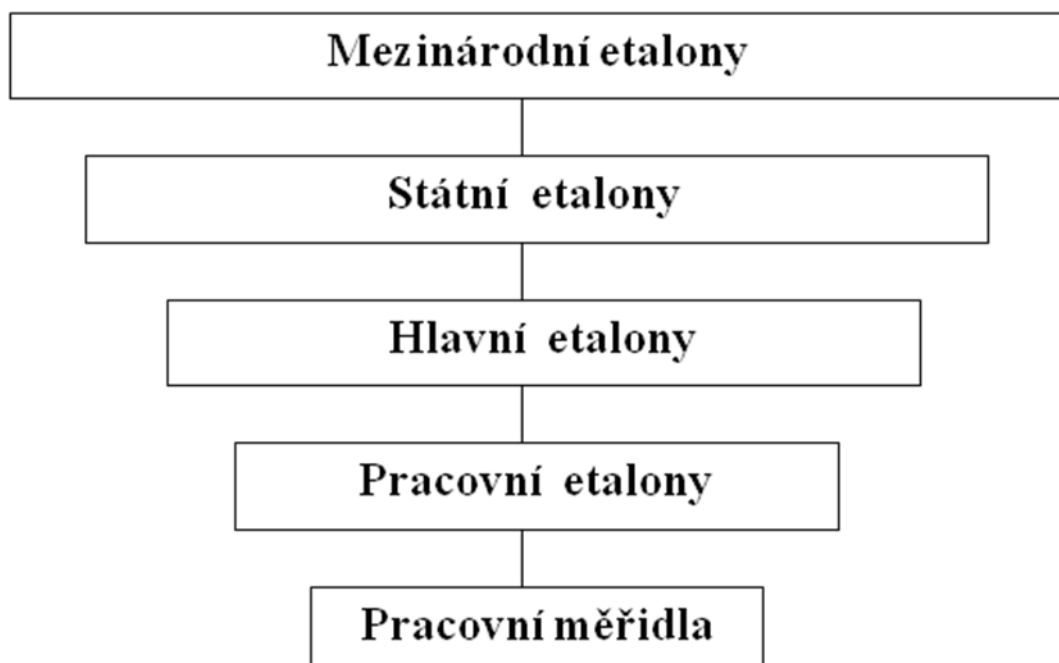 Mezinárodní etalony
Státní etalony
Hlavní etalony
Pracovní etalony
Pracovní měřidla